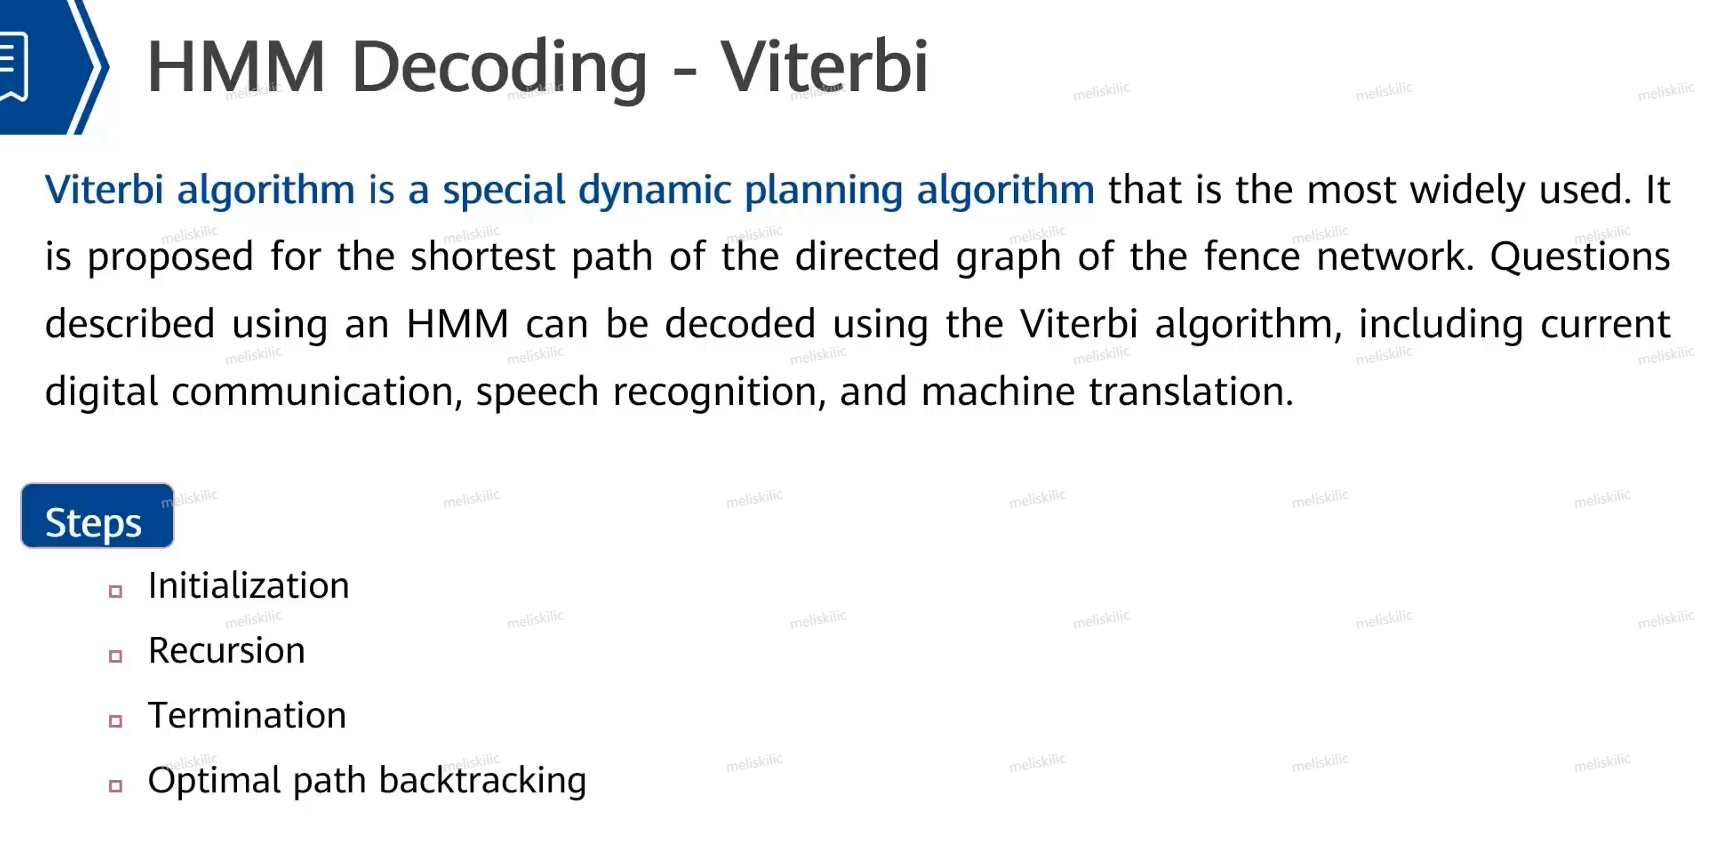 HMM Decoding - Viterbi
Viterbi algorithm is a special dynamic planning algorithm that is the most widely used. It
is proposed for the shortest path of the directed graph of the fence network. Questions
described using an HMM can be decoded using the Viterbi algorithm, including current
digital communication, speech recognition, and machine translation.
Steps
Initialization
Recursion
Termination
Optimal path backtracking
meliskilic